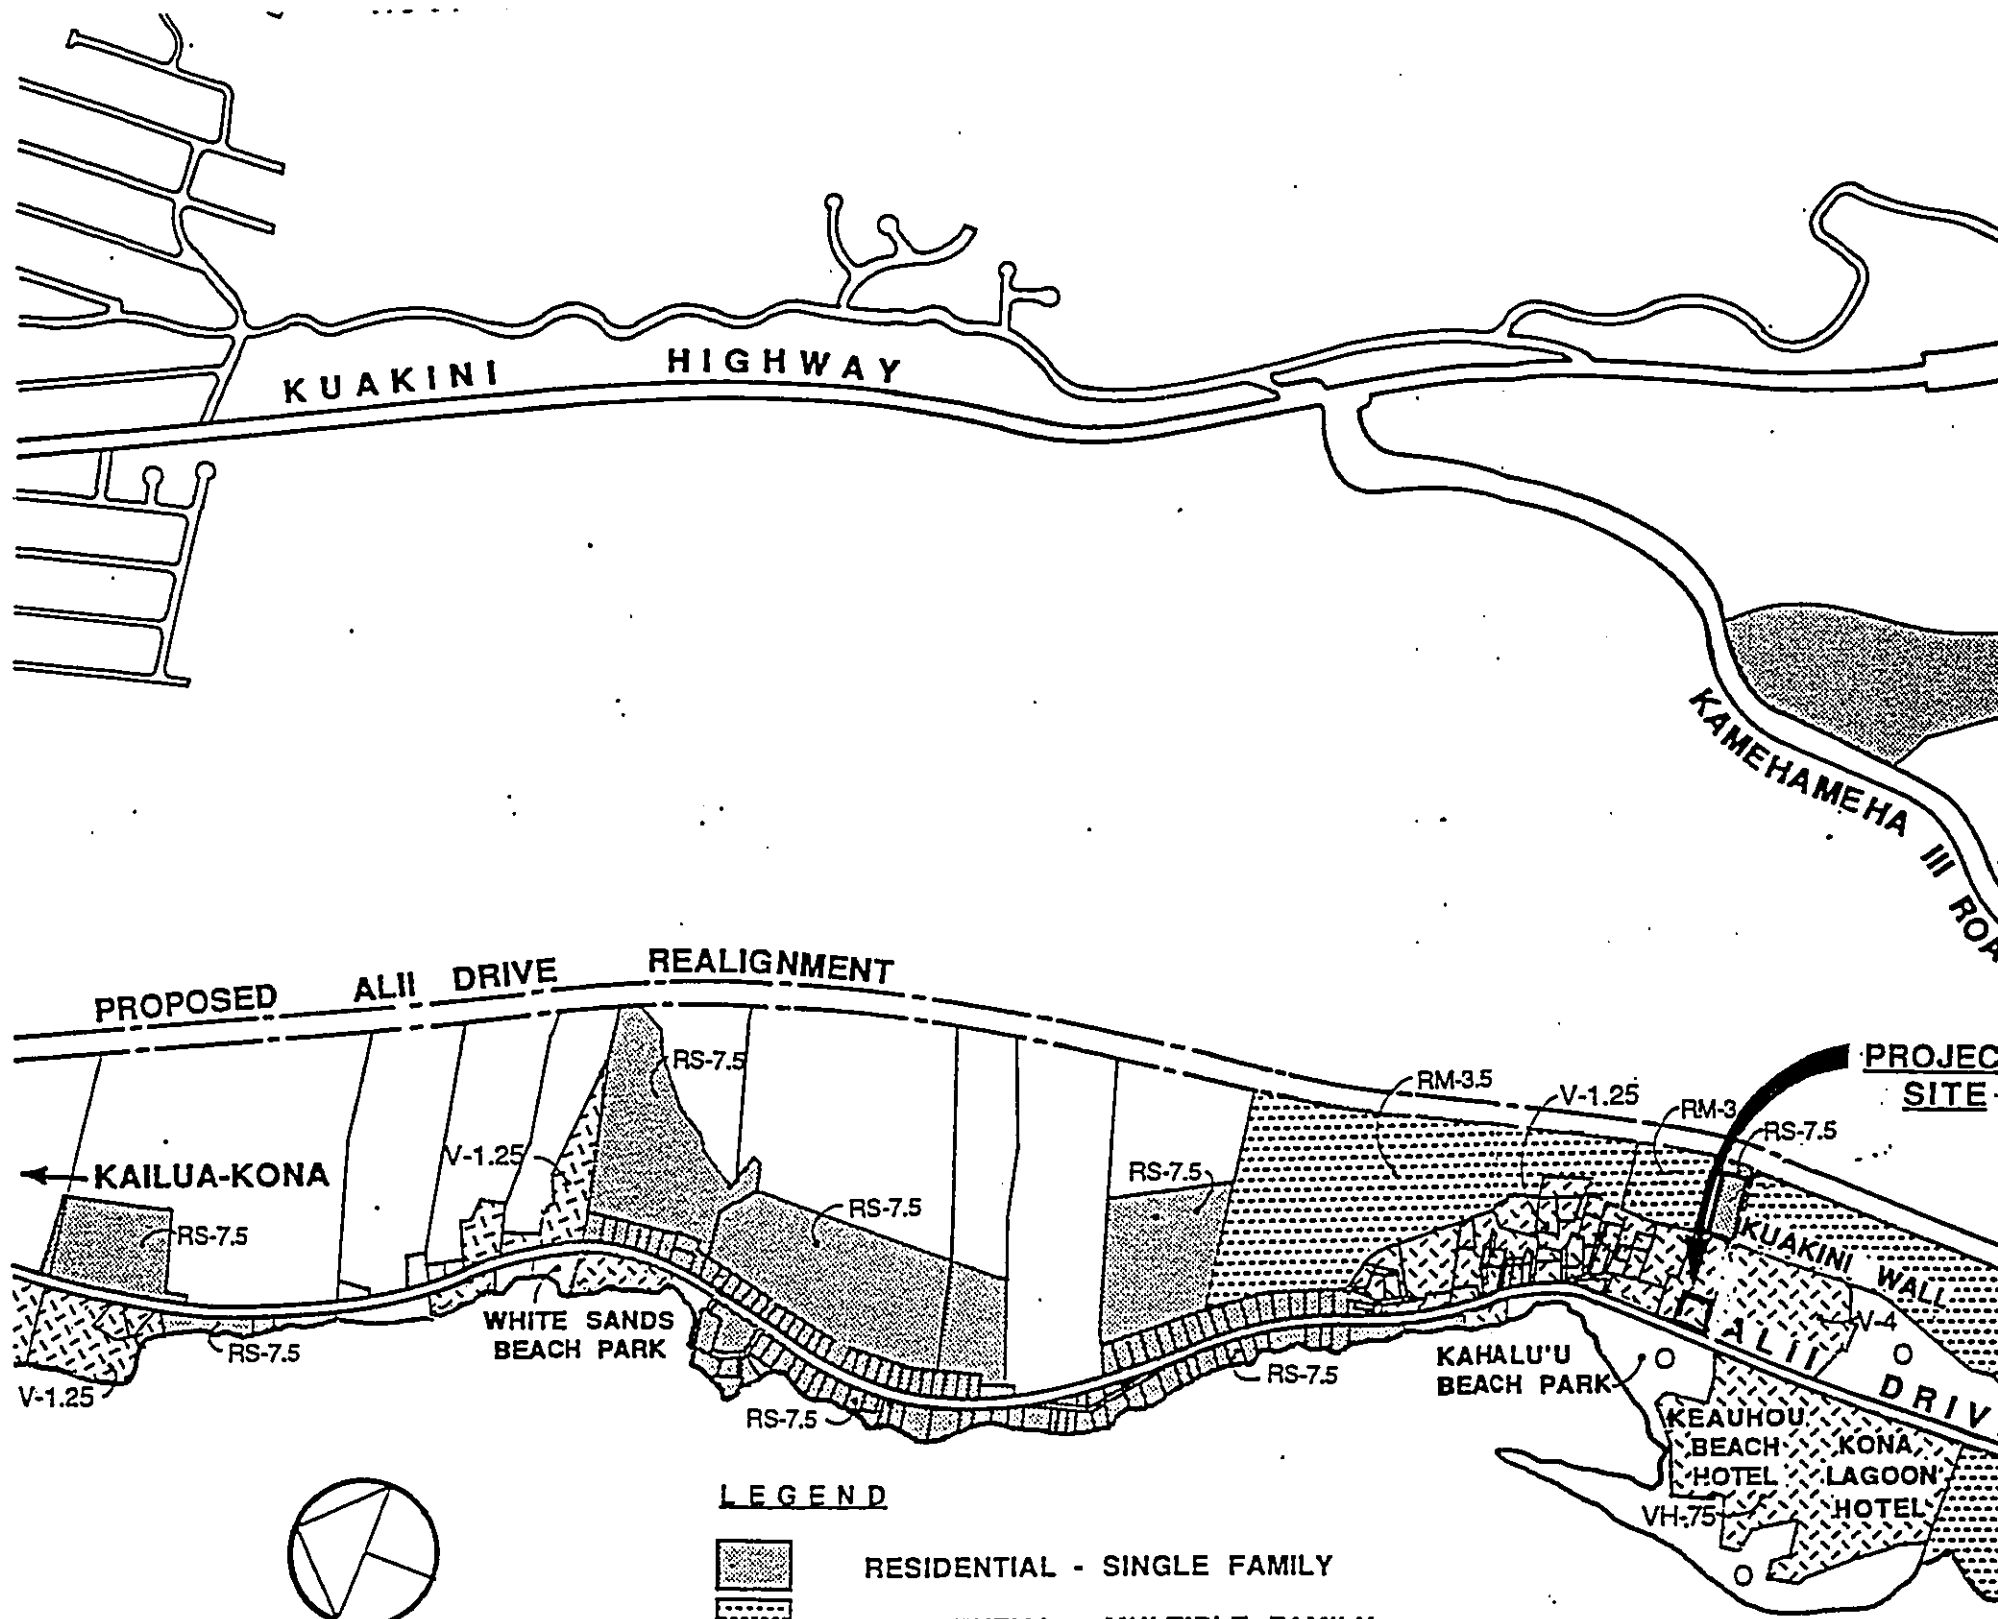 KUAKINI HIGHWAY
KAMEHAMEHA III
PROPOSED ALII DRIVE REALIGNMENT
RS-7.5
RM-3.5
V-1.25
RM-3
RS-7.5
SITE
KAILUA-KONA
V-1.25
RS-7.5
RS-7.5
RS-7.5
KUAKINI WALL
WHITE SANDS
BEACH PARK
RS-7.5
V-1.25
RS-7.5
RS-7.5
KAHALU'U
BEACH PARK
O
ALII
V-4
O
KEAUHOU
BEACH
HOTEL
KONA
LAGOON
HOTEL
VH-.75
O
LEGEND
RESIDENTIAL - SINGLE FAMILY